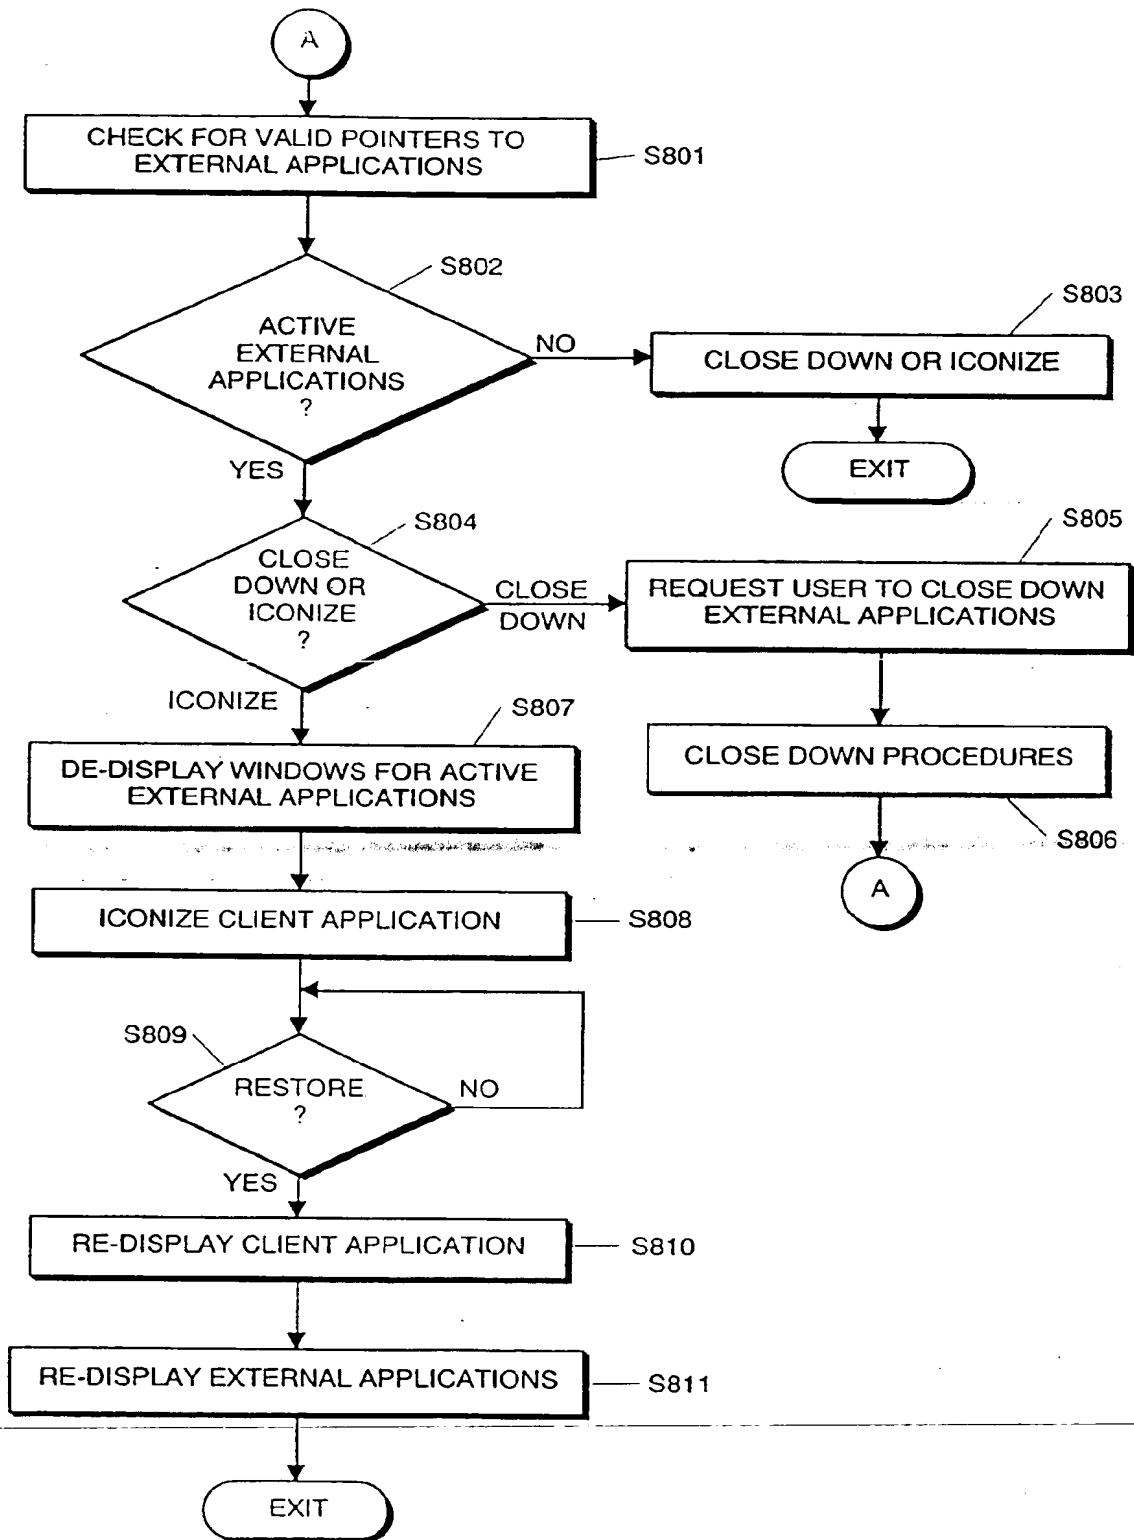 A
CHECK FOR VALID POINTERS TO
EXTERNAL APPLICATIONS
S801
S802
ACTIVE
EXTERNAL
APPLICATIONS
?
NO
YES
S803
CLOSE DOWN OR ICONIZE
EXIT
S804
CLOSE
DOWN OR
ICONIZE
?
CLOSE
DOWN
ICONIZE
S805
REQUEST USER TO CLOSE DOWN
EXTERNAL APPLICATIONS
CLOSE DOWN PROCEDURES
S806
A
S807
DE-DISPLAY WINDOWS FOR ACTIVE
EXTERNAL APPLICATIONS
ICONIZE CLIENT APPLICATION
S808
S809
RESTORE
?
NO
YES
RE-DISPLAY CLIENT APPLICATION
S810
RE-DISPLAY EXTERNAL APPLICATIONS
S811
EXIT